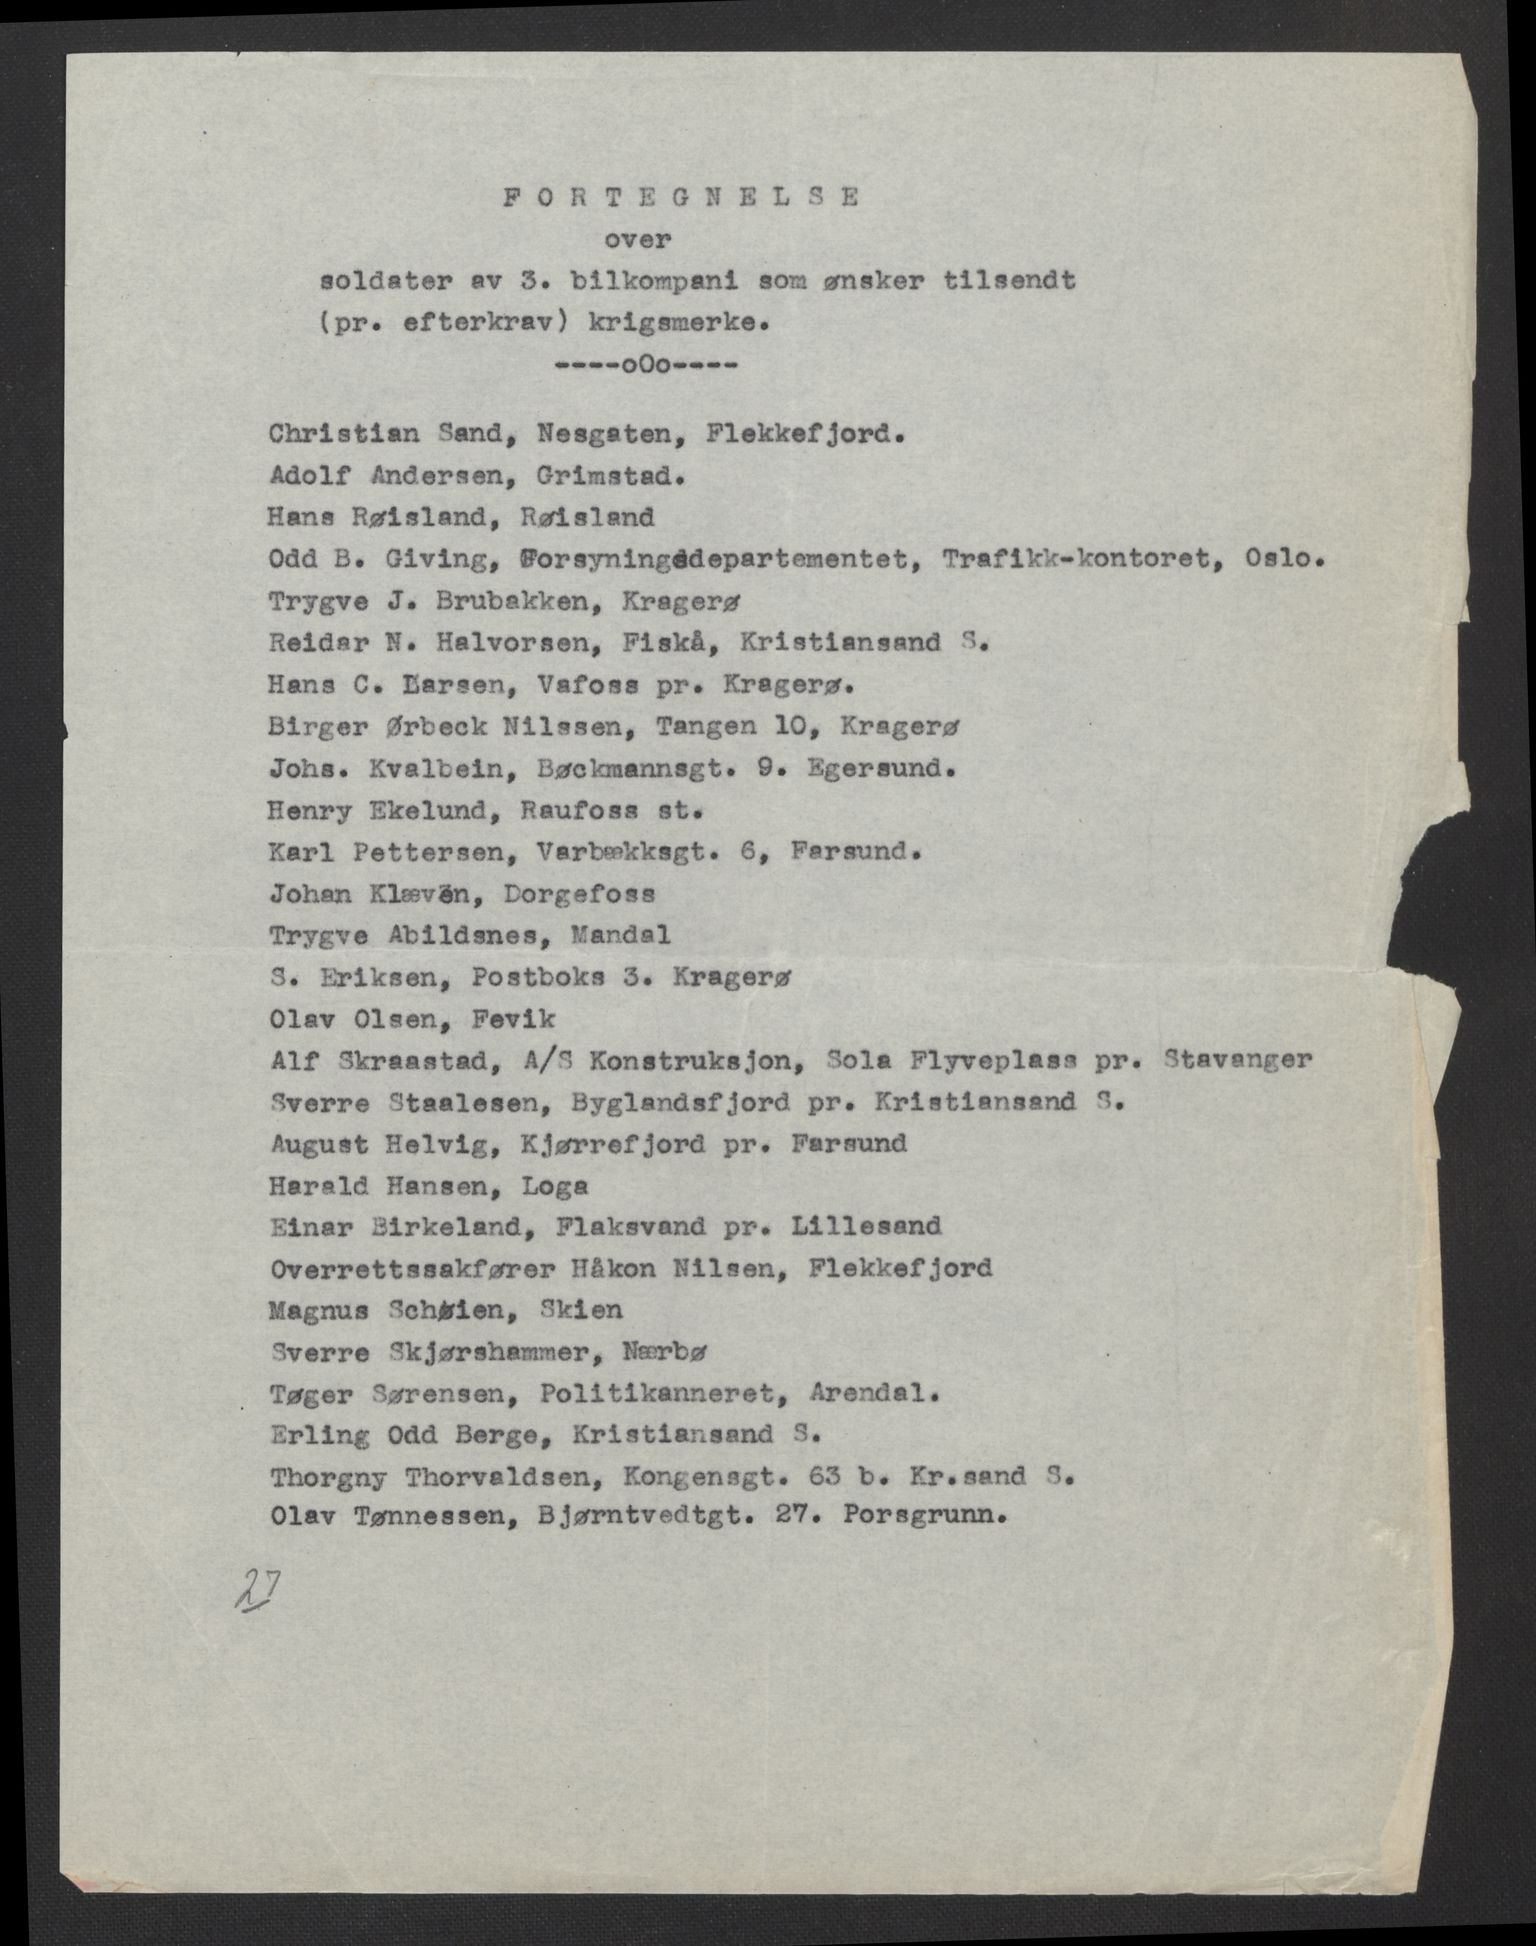 F O R T E G N E L S E
over
soldater av 3. bilkompani som ønsker tilsendt
(pr. efterkrav) krigsmerke.
----oOo----
Christian Sand, Nesgaten, Flekkefjord.
Adolf Andersen, Grimstad.
Hans Røisland, Røisland
Odd B. Giving, Forsyningsdepartementet, Trafikk-kontoret, Oslo.
Trygve J. Brubakken, Kragerø
Reidar N. Halvorsen, Fiskå, Kristiansand S.
Hans C. Larsen, Vafoss pr. Kragerø.
Birger Ørbeck Nilssen, Tangen 10, Kragerø
Johs. Kvalbein, Bøckmannsgt. 9. Egersund.
Henry Ekelund, Raufoss st.
Karl Pettersen, Varbækksgt. 6, Farsund.
Johan Klæven, Dorgefoss
Trygve Abildsnes, Mandal
S. Eriksen, Postboks 3. Kragerø
Olav Olsen, Fevik
Alf Skraastad, A/S Konstruksjon, Sola Flyveplass pr. Stavanger
Sverre Staalesen, Byglandsfjord pr. Kristiansand S.
August Helvig, Kjørrefjord pr. Farsund
Harald Hansen, Loga
Einar Birkeland, Flaksvand pr. Lillesand
Overrettssakfører Håkon Nilsen, Flekkefjord
Magnus Schøien, Skien
Sverre Skjørshammer, Nærbø
Tøger Sørensen, Politikanneret, Arendal.
Erling Odd Berge, Kristiansand S.
Thorgny Thorvaldsen, Kongensgt. 63 b. Kr.sand S.
Olav Tønnessen, Bjørntvedtgt. 27. Porsgrunn.
27